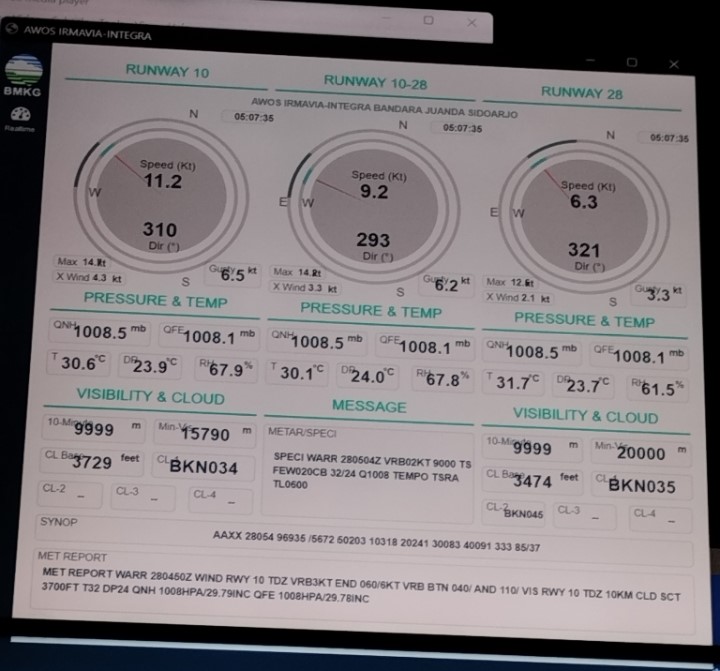 AWOS IRMAVIA-INTEGRA
BMKG
Realtime
RUNWAY 10
RUNWAY 10-28
RUNWAY 28
AWOS IRMAVIA-INTEGRA BANDARA JUANDA SIDOARJO
N
05:07:35
Speed (Kt)
11.2
W
310
Dir (°)
E
S
Max
X Wind 4.3 kt
Gusty 6.5 kt
N
05:07:35
Speed (Kt)
9.2
W
293
Dir (°)
E
S
Max
X Wind 3.3 kt
Gusty 6.2 kt
N
05:07:35
Speed (Kt)
6.3
W
321
Dir (°)
S
Max
X Wind 2.1 kt
Gusty 3.3 kt
PRESSURE & TEMP
QNH 1008.5 mb QFE 1008.1 mb
T 30.6 °C DP 23.9 °C RH 67.9 %
PRESSURE & TEMP
QNH 1008.5 mb QFE 1008.1 mb
T 30.1 °C DP 24.0 °C RH 67.8 %
PRESSURE & TEMP
QNH 1008.5 mb QFE 1008.1 mb
T 31.7 °C DP 23.7 °C RH 61.5 %
VISIBILITY & CLOUD
10-Minute 9999 m Min-Vis 15790 m
CL Base 3729 feet BKN034
CL-2 _ CL-3 _ CL-4 _
MESSAGE
METAR/SPECI
SPECI WARR 280504Z VRB02KT 9000 TS
FEW020CB 32/24 Q1008 TEMPO TSRA
TL0600
VISIBILITY & CLOUD
10-Minute 9999 m Min-Vis 20000 m
CL Base 3474 feet BKN035
CL-2 BKN045 CL-3 _ CL-4 _
SYNOP
AAXX 28054 96935 /5672 50203 10318 20241 30083 40091 333 85/37
MET REPORT
MET REPORT WARR 280450Z WIND RWY 10 TDZ VRB3KT END 060/6KT VRB BTN 040/ AND 110/ VIS RWY 10 TDZ 10KM CLD SCT
3700FT T32 DP24 QNH 1008HPA/29.79INC QFE 1008HPA/29.78INC